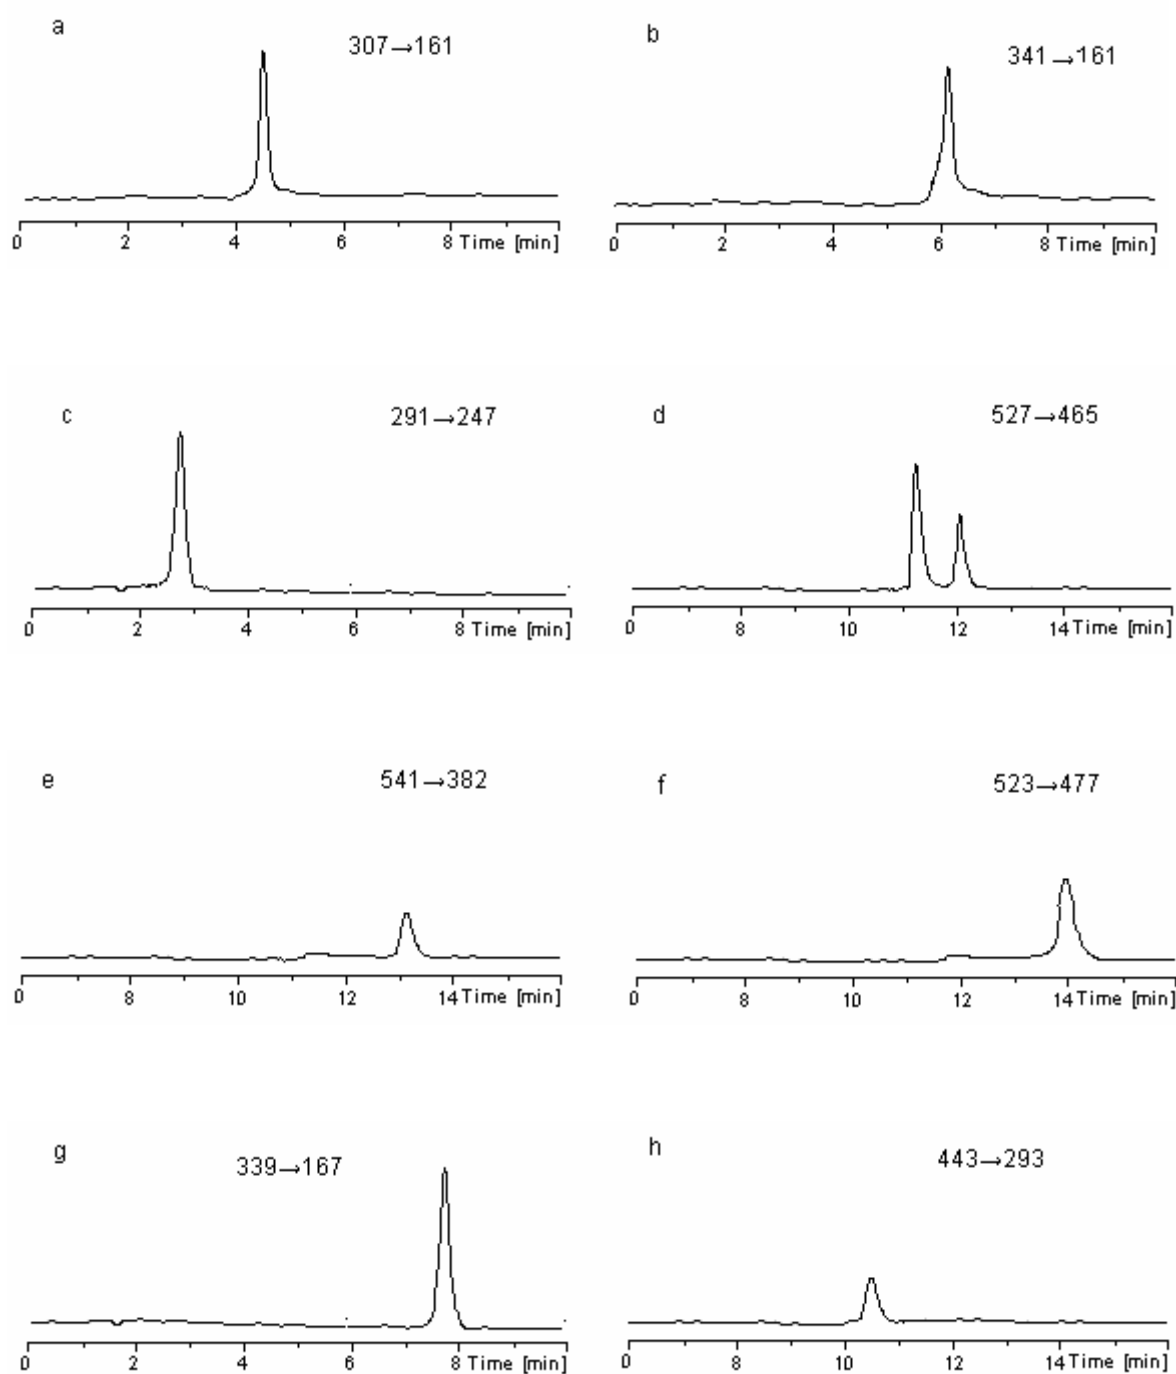 a
307→161
0 2 4 6 8 Time [min]
b
341→161
0 2 4 6 8 Time [min]
c
291→247
0 2 4 6 8 Time [min]
d
527→465
0 8 10 12 14 Time [min]
e
541→382
0 8 10 12 14 Time [min]
f
523→477
0 8 10 12 14 Time [min]
g
339→167
0 2 4 6 8 Time [min]
h
443→293
0 8 10 12 14 Time [min]